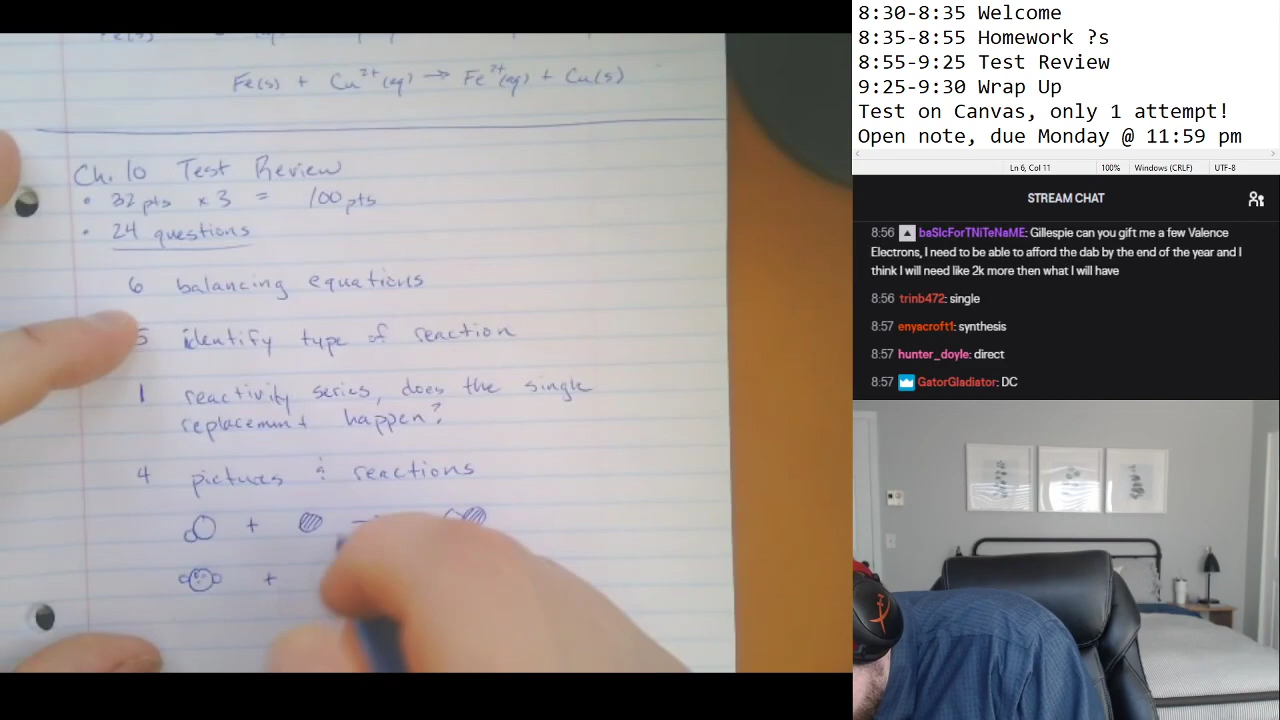 Fe(s)
Fe(s) + Cu²⁺(aq) → Fe²⁺(aq) + Cu(s)
Ch. 10 Test Review
• 32 pts × 3 = 100 pts
• 24 questions
6 balancing equations
5 identify type of reaction
1 reactivity series, does the single
replacement happen?
4 pictures & reactions
+
+
8:30-8:35 Welcome
8:35-8:55 Homework ?s
8:55-9:25 Test Review
9:25-9:30 Wrap Up
Test on Canvas, only 1 attempt!
Open note, due Monday @ 11:59 pm
Ln 6, Col 11 100% Windows (CRLF) UTF-8
STREAM CHAT
8:56 baSIcForTNiTeNaME: Gillespie can you gift me a few Valence
Electrons, I need to be able to afford the dab by the end of the year and I
think I will need like 2k more then what I will have
8:56 trinb472: single
8:57 enyacroft1: synthesis
8:57 hunter_doyle: direct
8:57 GatorGladiator: DC